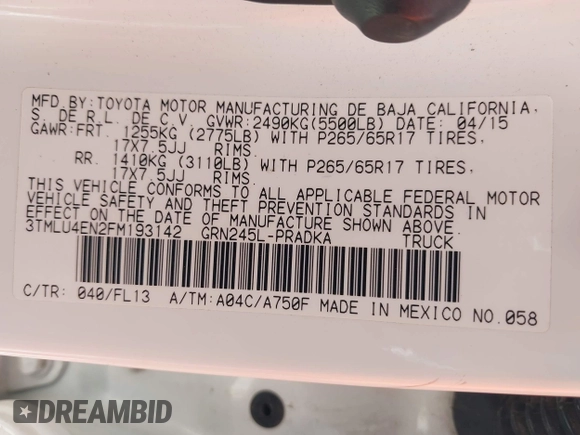 MFD.BY:TOYOTA MOTOR MANUFACTURING DE BAJA CALIFORNIA,
S. DE R.L. DE C.V. GVWR:2490KG(5500LB) DATE: 04/15
GAWR:FRT. 1255KG (2775LB) WITH P265/65R17 TIRES,
17X7.5JJ RIMS.
RR. 1410KG (3110LB) WITH P265/65R17 TIRES,
17X7.5JJ RIMS.
THIS VEHICLE CONFORMS TO ALL APPLICABLE FEDERAL MOTOR
VEHICLE SAFETY AND THEFT PREVENTION STANDARDS IN
EFFECT ON THE DATE OF MANUFACTURE SHOWN ABOVE.
3TMLU4EN2FM193142 GRN245L-PRADKA TRUCK
C/TR: 040/FL13 A/TM:A04C/A750F MADE IN MEXICO NO.058
DREAMBID